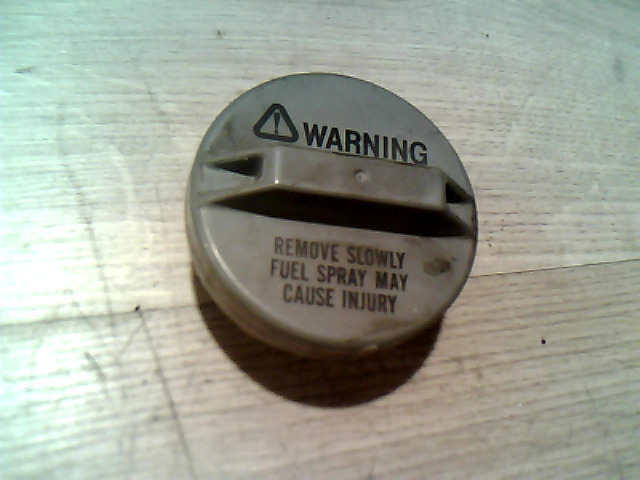 WARNING
REMOVE SLOWLY
FUEL SPRAY MAY
CAUSE INJURY